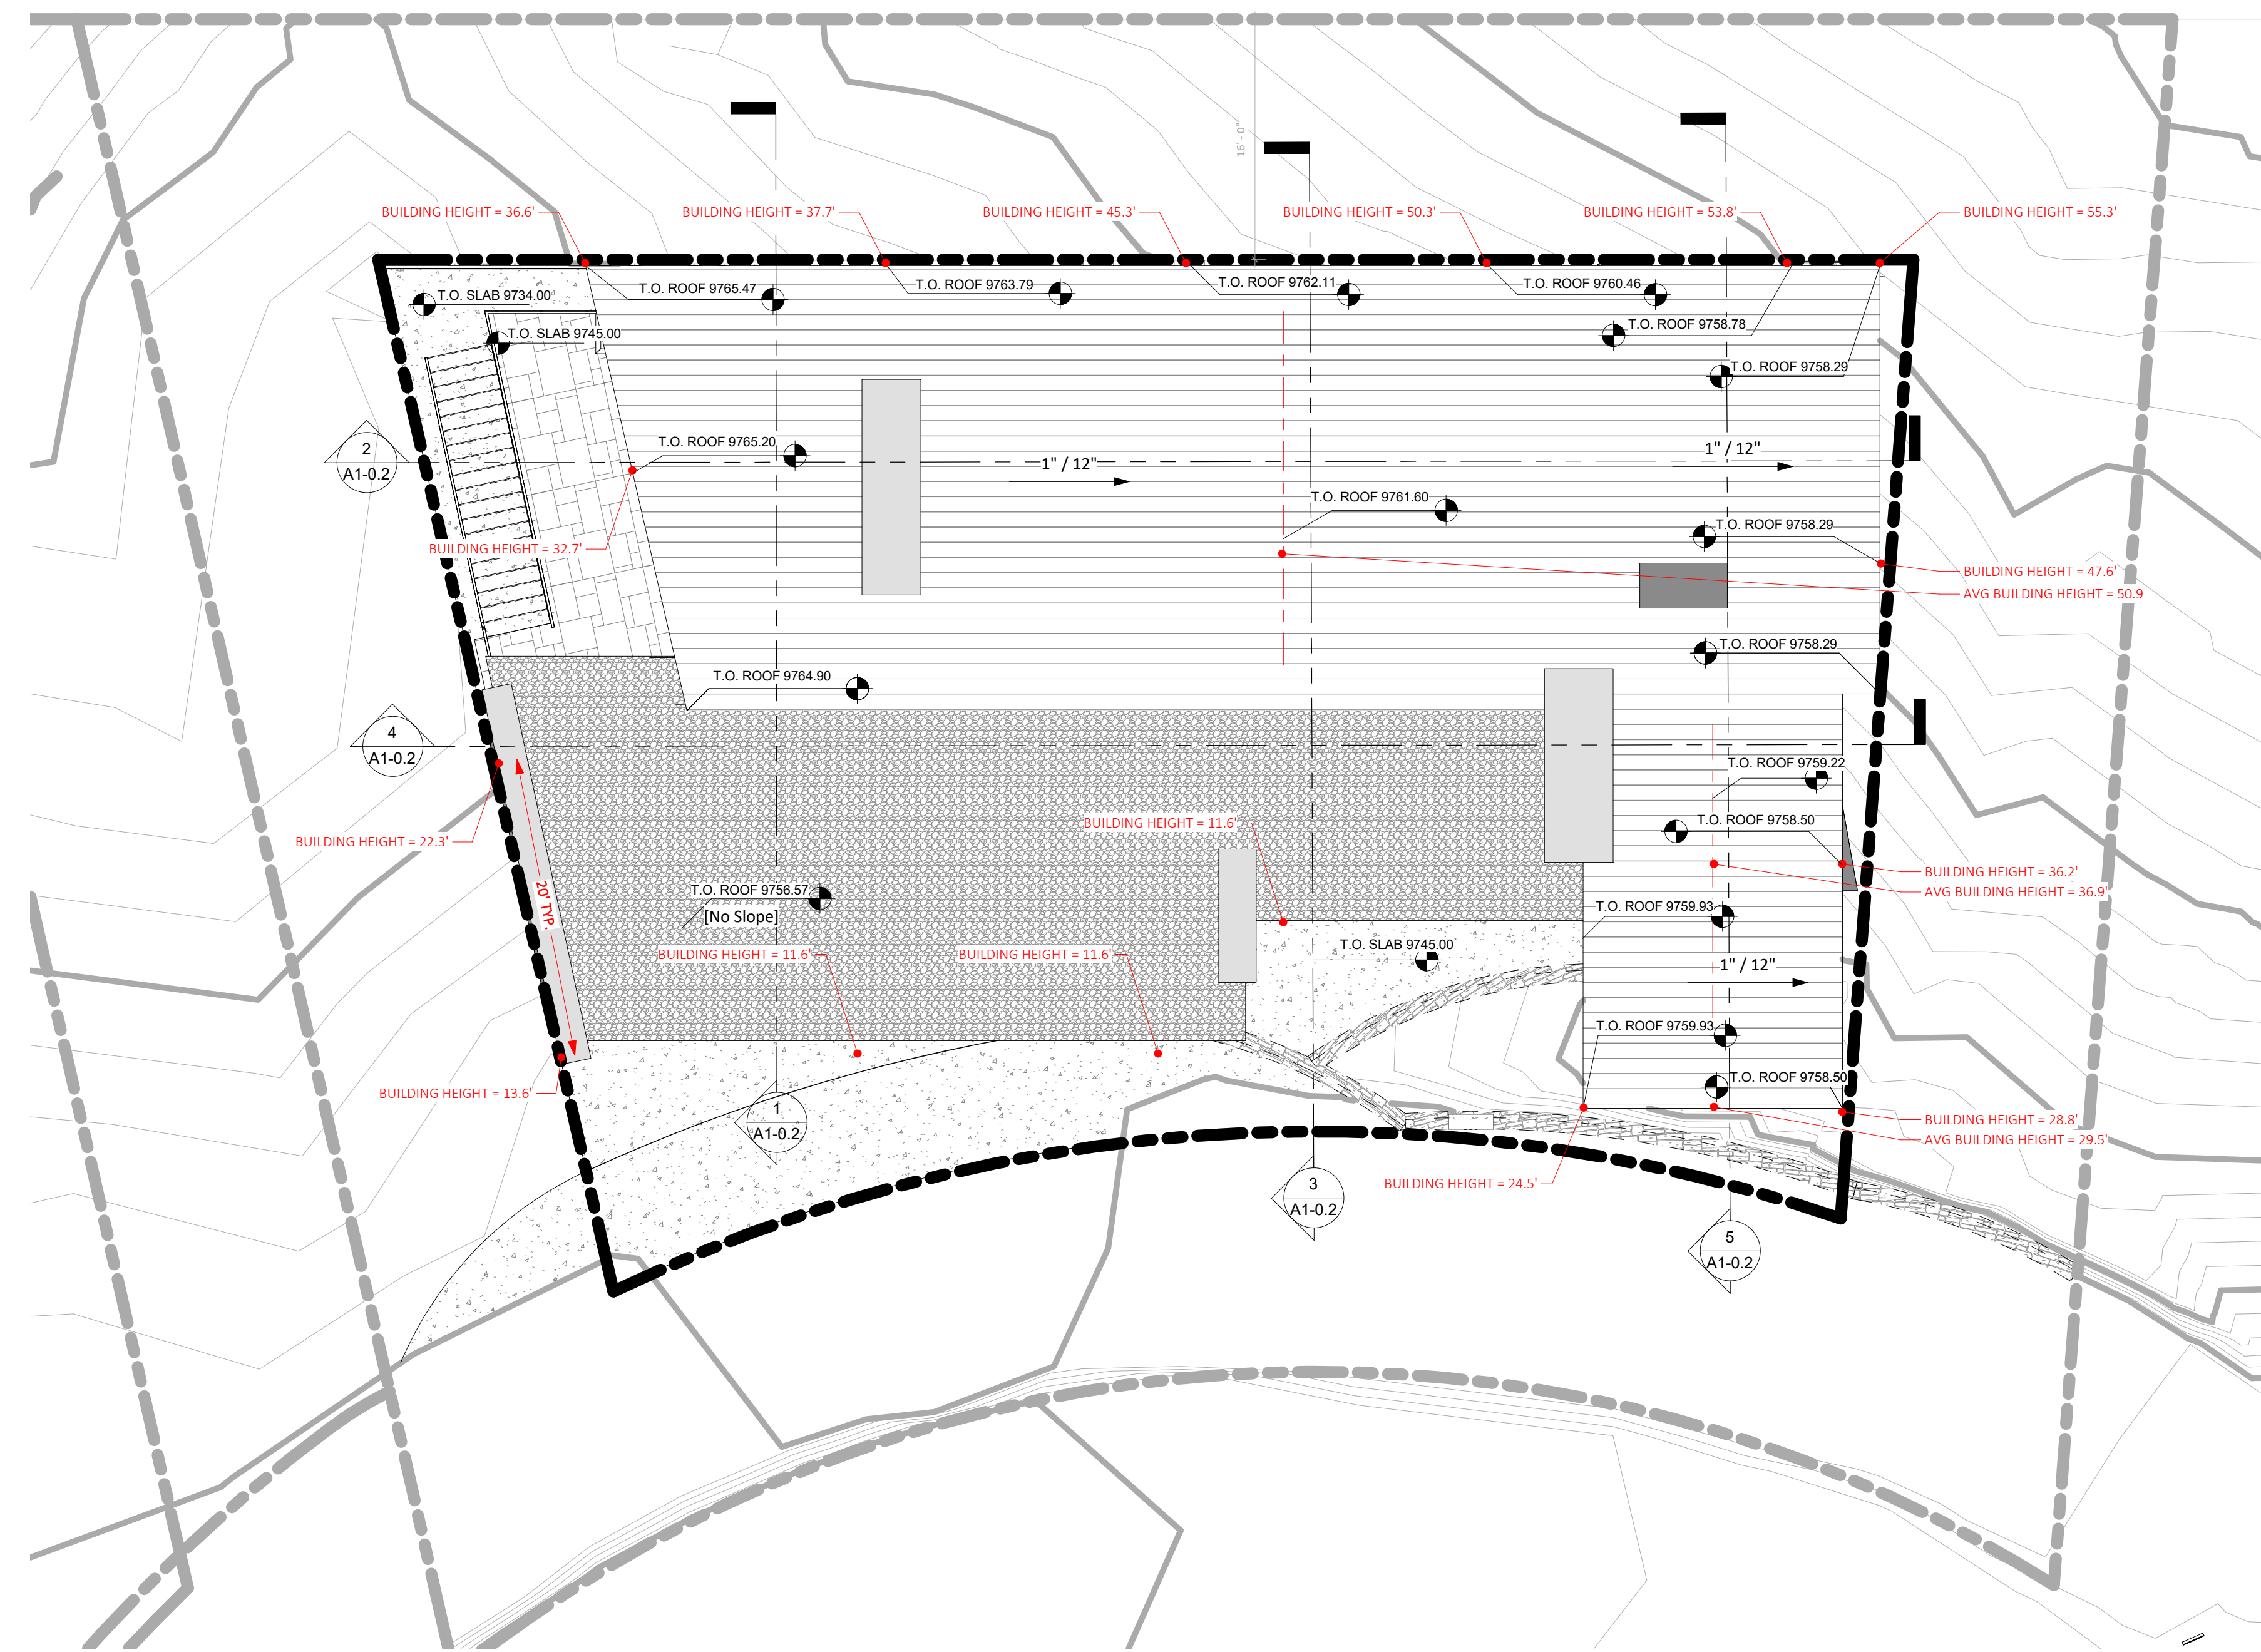 16' - 0"
BUILDING HEIGHT = 36.6'
BUILDING HEIGHT = 37.7'
BUILDING HEIGHT = 45.3'
BUILDING HEIGHT = 50.3'
BUILDING HEIGHT = 53.8'
BUILDING HEIGHT = 55.3'
T.O. SLAB 9734.00
T.O. ROOF 9765.47
T.O. ROOF 9763.79
T.O. ROOF 9762.11
T.O. ROOF 9760.46
T.O. SLAB 9745.00
T.O. ROOF 9758.78
T.O. ROOF 9758.29
2
A1-0.2
T.O. ROOF 9765.20
1" / 12"
1" / 12"
T.O. ROOF 9761.60
T.O. ROOF 9758.29
BUILDING HEIGHT = 32.7'
BUILDING HEIGHT = 47.6'
AVG BUILDING HEIGHT = 50.9
T.O. ROOF 9758.29
T.O. ROOF 9764.90
4
A1-0.2
T.O. ROOF 9759.22
BUILDING HEIGHT = 22.3'
BUILDING HEIGHT = 11.6'
T.O. ROOF 9758.50
BUILDING HEIGHT = 36.2'
AVG BUILDING HEIGHT = 36.9'
20' TYP.
T.O. ROOF 9756.57
[No Slope]
T.O. ROOF 9759.93
BUILDING HEIGHT = 11.6'
BUILDING HEIGHT = 11.6'
T.O. SLAB 9745.00
1" / 12"
T.O. ROOF 9759.93
BUILDING HEIGHT = 13.6'
T.O. ROOF 9758.50
1
A1-0.2
BUILDING HEIGHT = 28.8'
AVG BUILDING HEIGHT = 29.5'
BUILDING HEIGHT = 24.5'
3
A1-0.2
5
A1-0.2